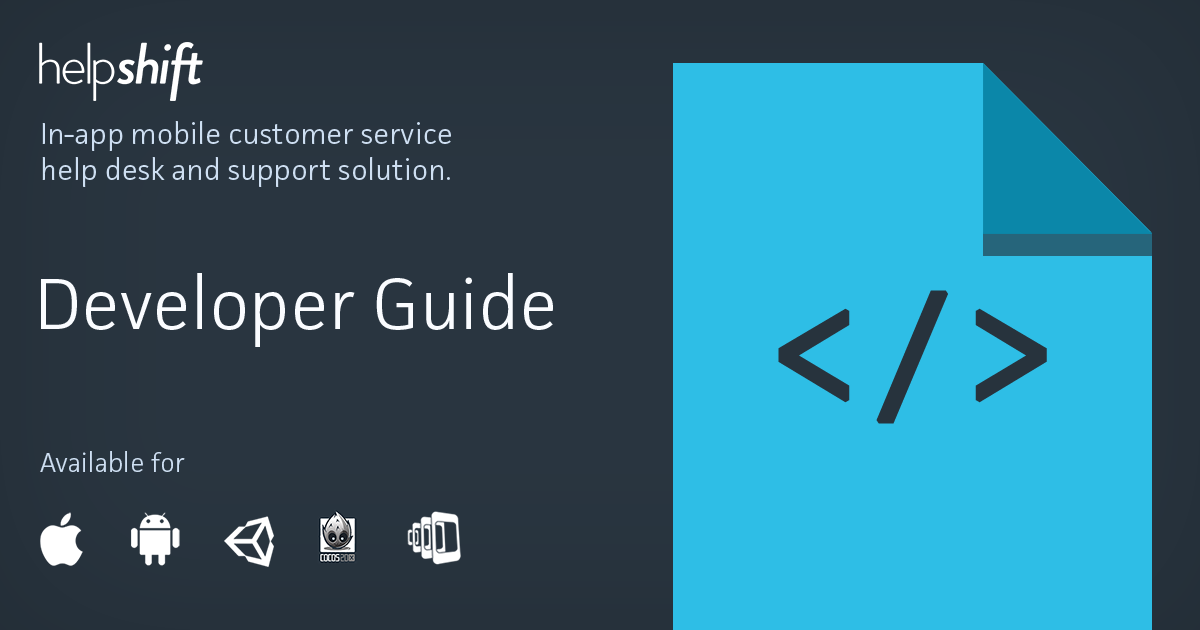 helpshift
In-app mobile customer service
help desk and support solution.
Developer Guide
</>
Available for
COCOS2DX